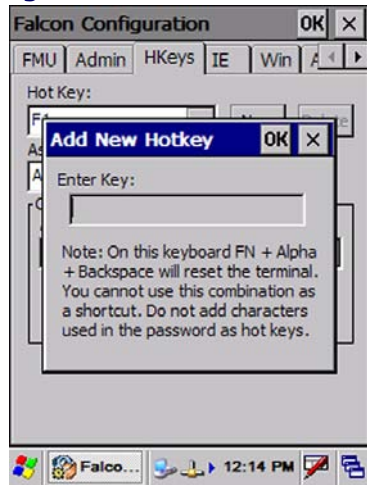 Falcon Configuration OK
FMU Admin HKeys IE Win
Hot Key:
Add New Hotkey OK
Enter Key:
Note: On this keyboard FN + Alpha
+ Backspace will reset the terminal.
You cannot use this combination as
a shortcut. Do not add characters
used in the password as hot keys.
Falco... 12:14 PM